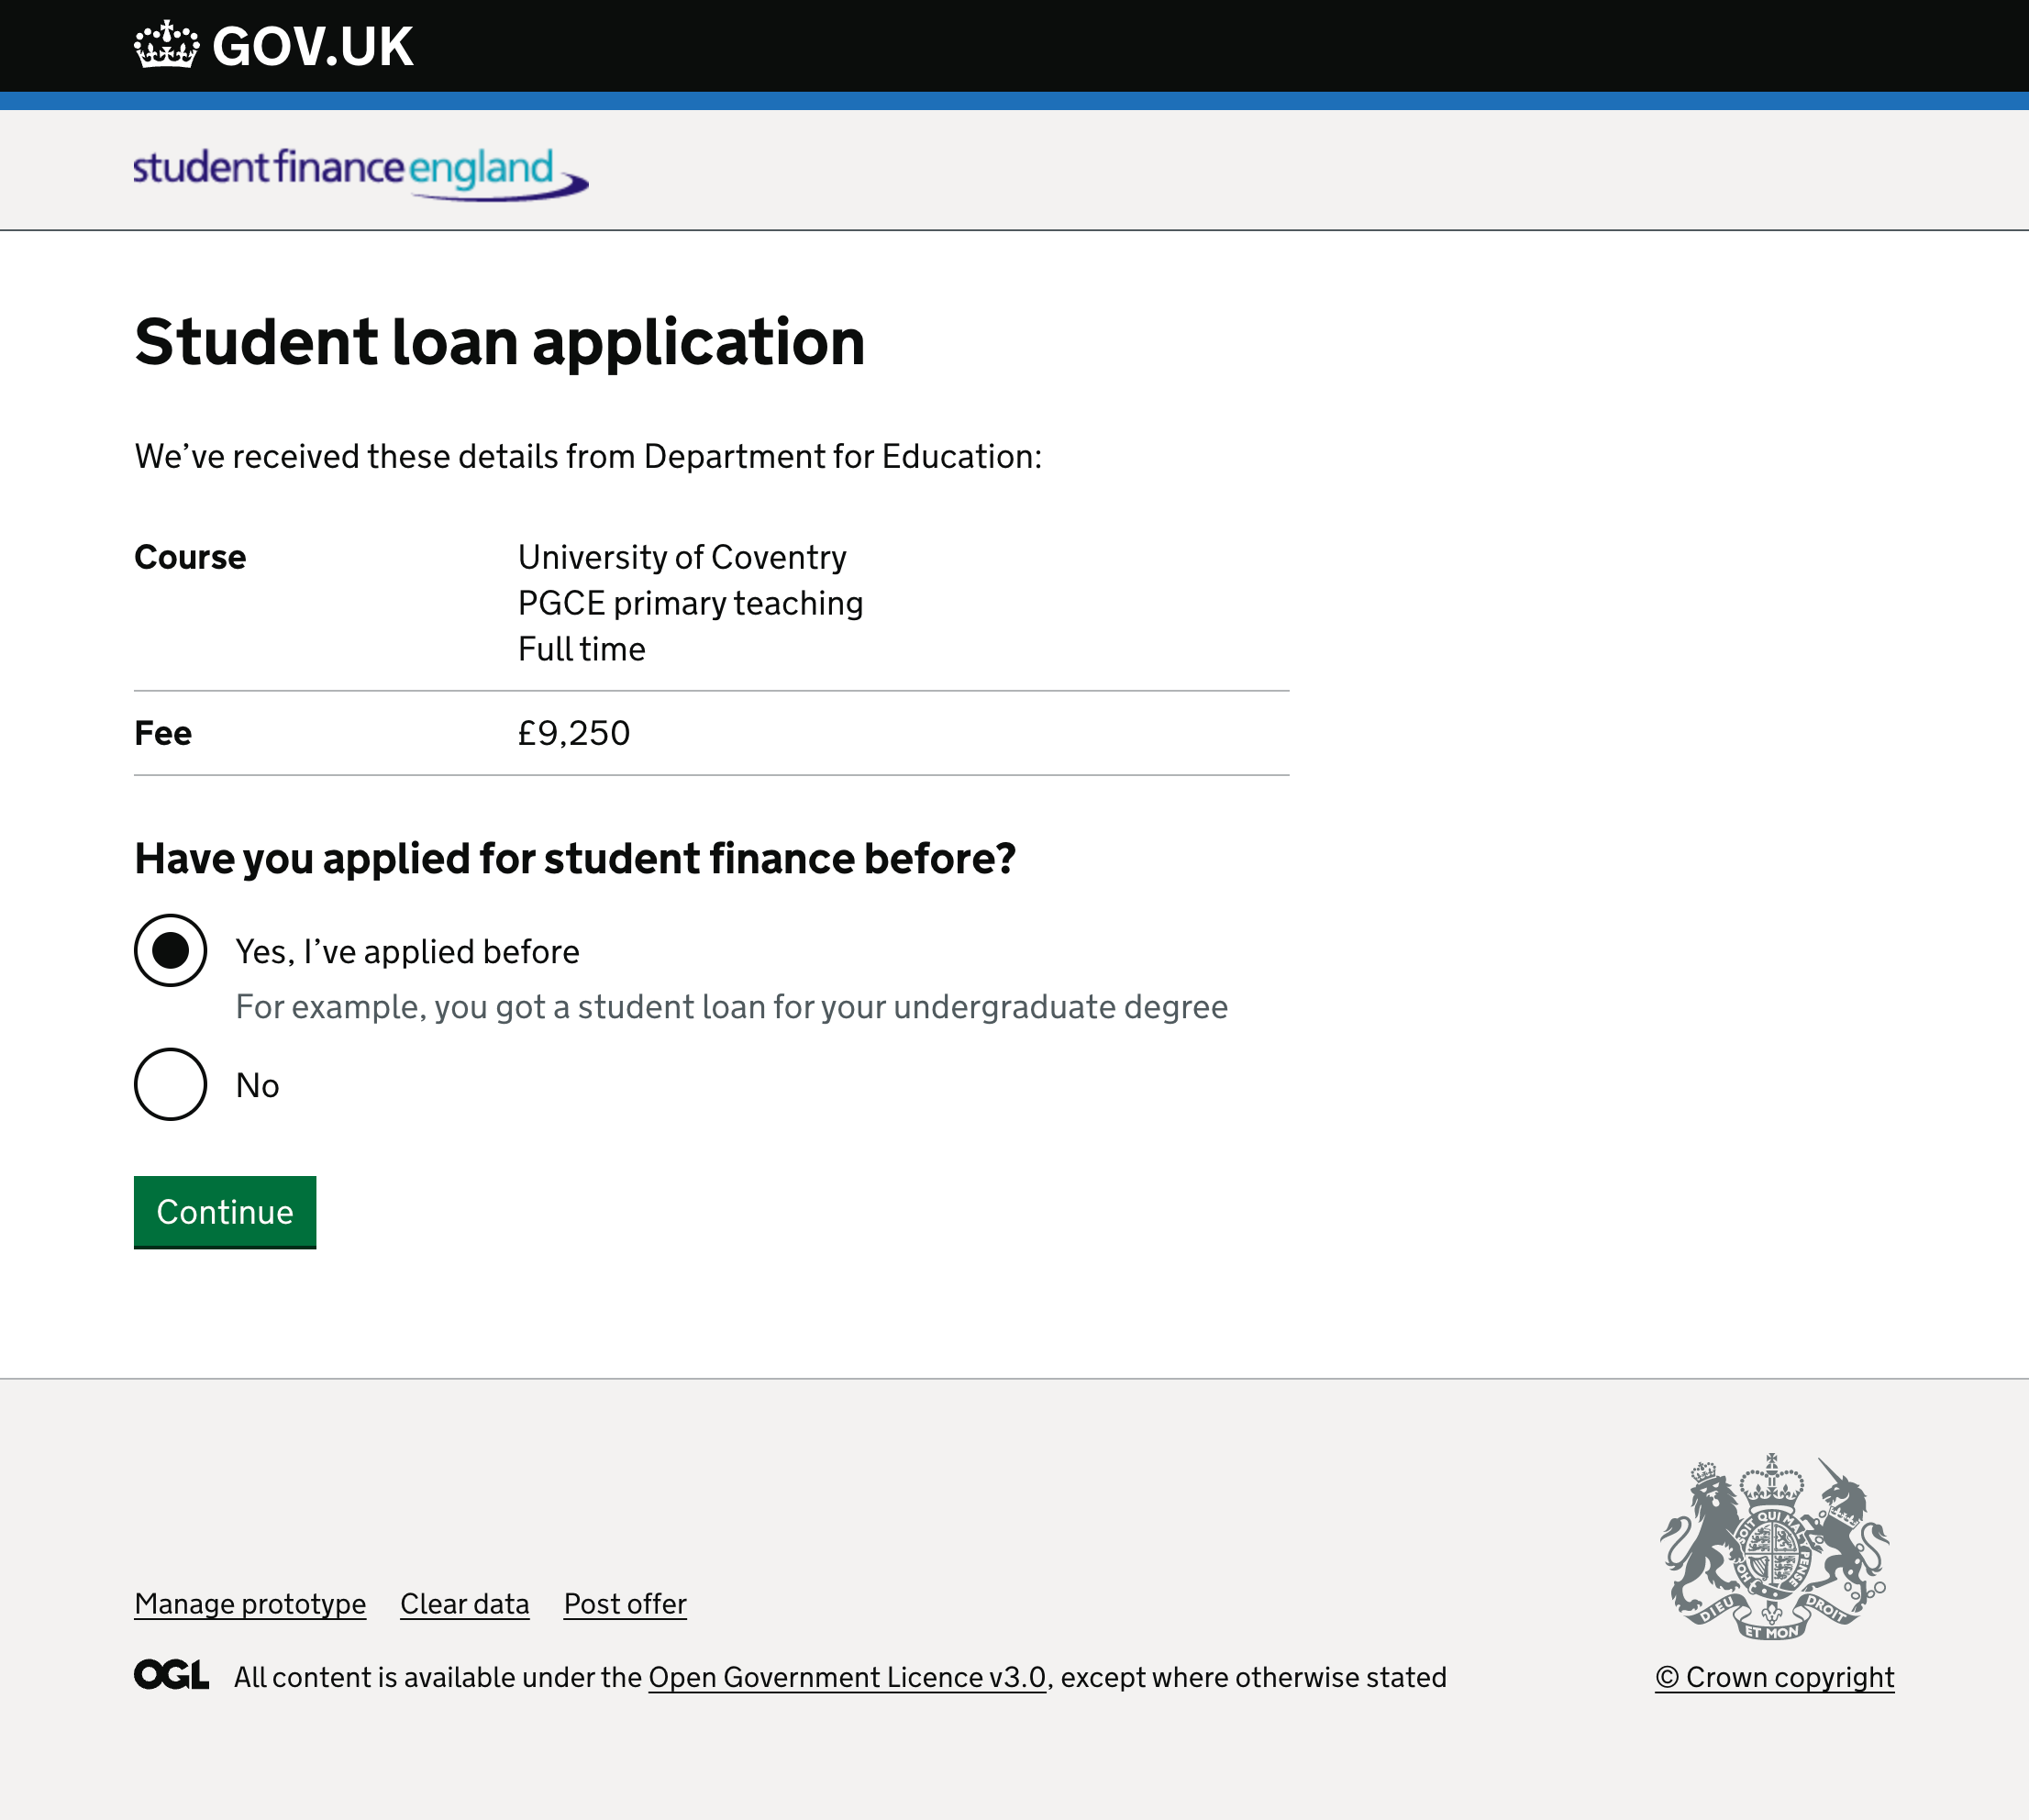 GOV.UK
studentfinanceengland
Student loan application
We’ve received these details from Department for Education:
Course
University of Coventry
PGCE primary teaching
Full time
Fee
£9,250
Have you applied for student finance before?
Yes, I’ve applied before
For example, you got a student loan for your undergraduate degree
No
Continue
HONI SOIT QUI MAL Y PENSE
DIEU ET MON DROIT
Manage prototype Clear data Post offer
OGL All content is available under the Open Government Licence v3.0, except where otherwise stated
© Crown copyright